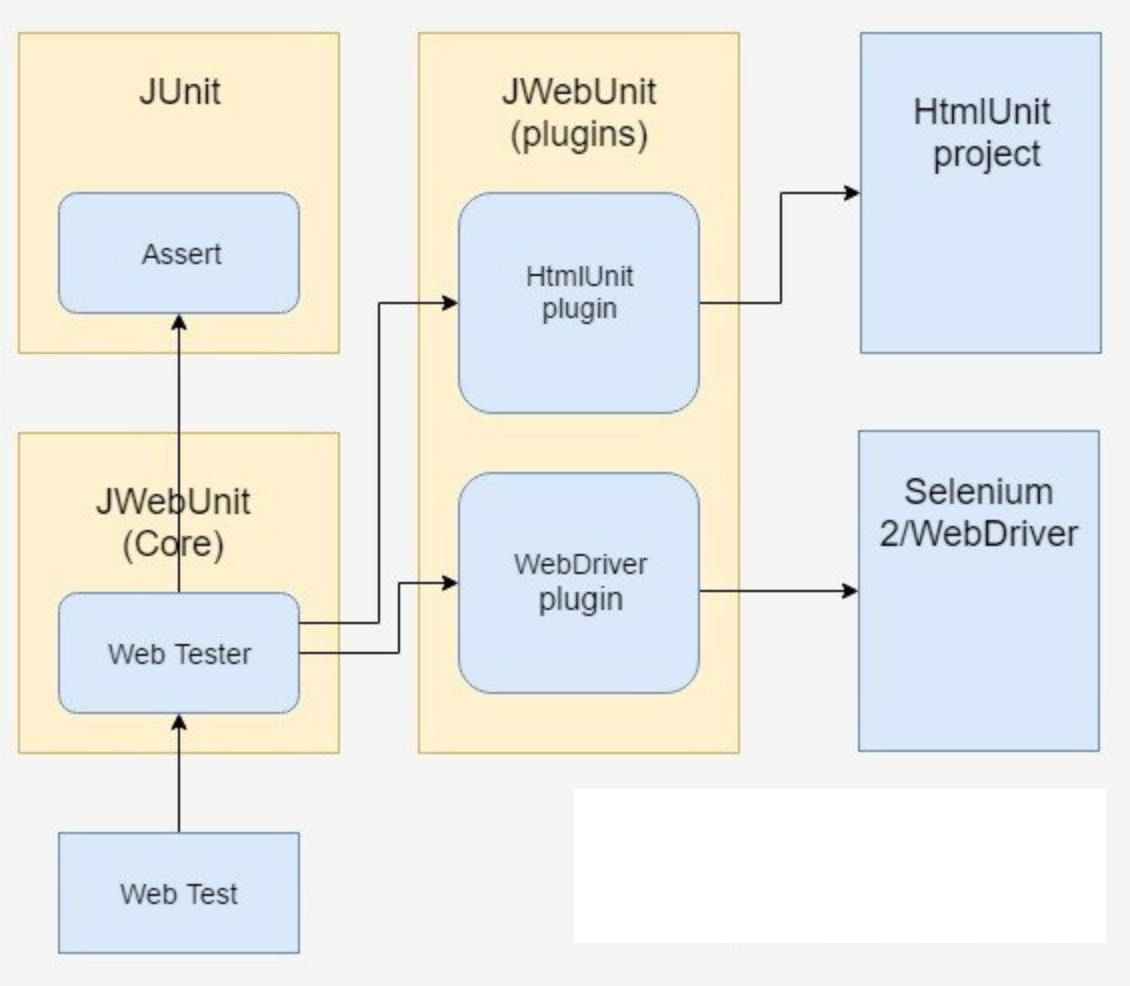 JUnit
Assert
JWebUnit
(plugins)
HtmlUnit
plugin
WebDriver
plugin
HtmlUnit
project
JWebUnit
(Core)
Web Tester
Selenium
2/WebDriver
Web Test